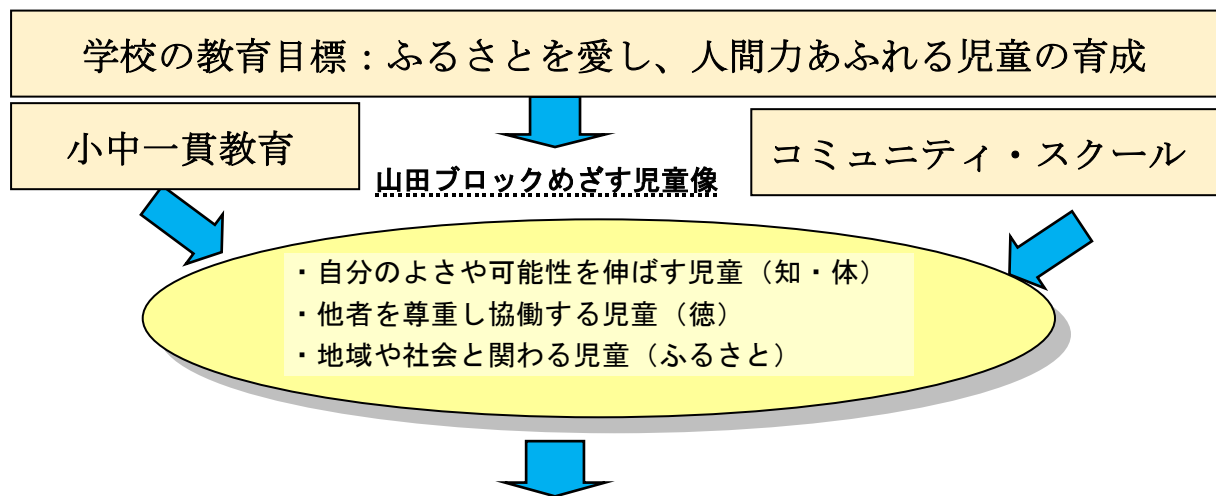 学校の教育目標：ふるさとを愛し、人間力あふれる児童の育成
小中一貫教育
コミュニティ・スクール
山田ブロックめざす児童像
・自分のよさや可能性を伸ばす児童（知・体）
・他者を尊重し協働する児童（徳）
・地域や社会と関わる児童（ふるさと）